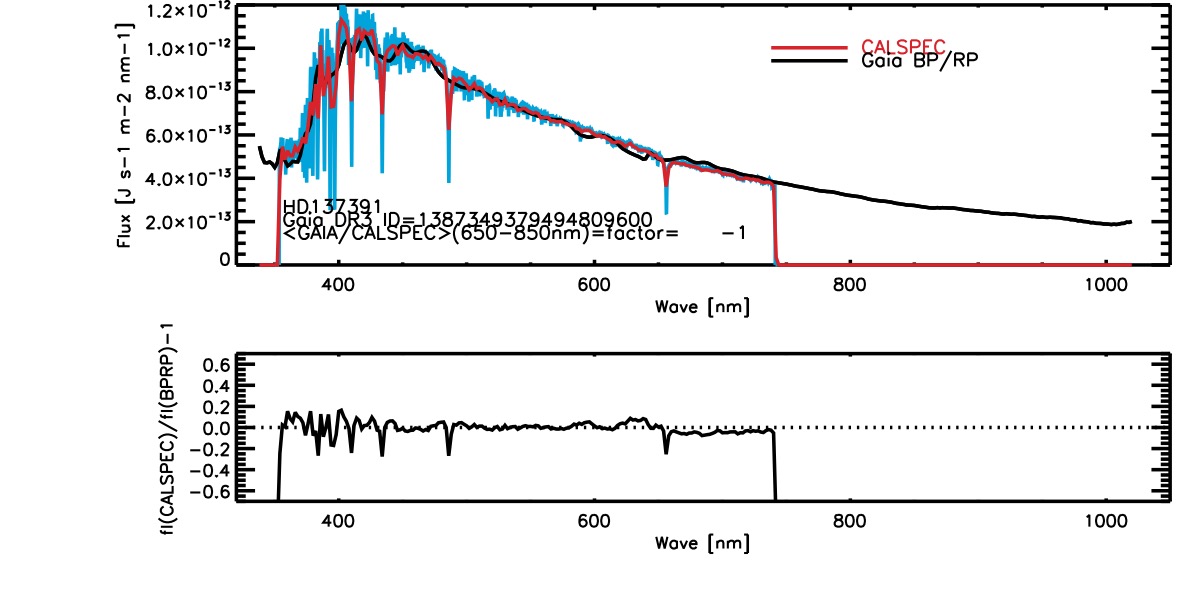 1.2×10−12
1.0×10−12
8.0×10−13
6.0×10−13
4.0×10−13
2.0×10−13
0
Flux [J s−1 m−2 nm−1]
CALSPEC
Gaia BP/RP
HD137391
Gaia DR3 ID=1387349379494809600
<GAIA/CALSPEC>(650−850nm)=factor= −1
400 600 800 1000
Wave [nm]
fl(CALSPEC)/fl(BPRP)−1
0.6
0.4
0.2
0.0
−0.2
−0.4
−0.6
400 600 800 1000
Wave [nm]